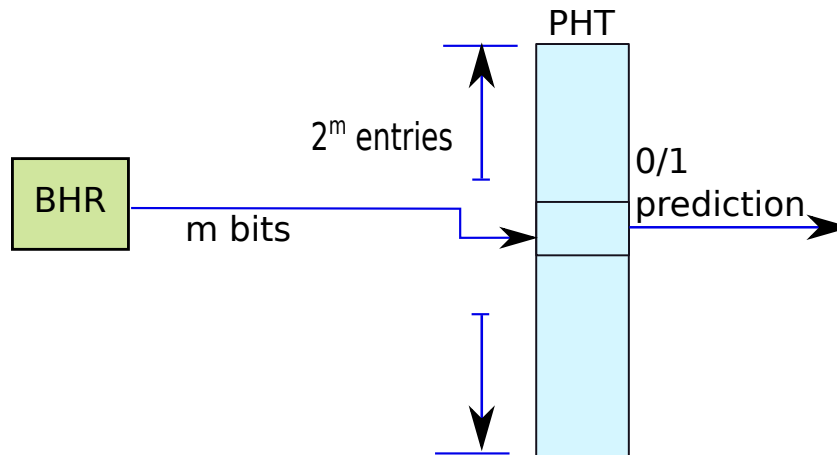 PHT
2ᵐ entries
0/1
prediction
BHR
m bits